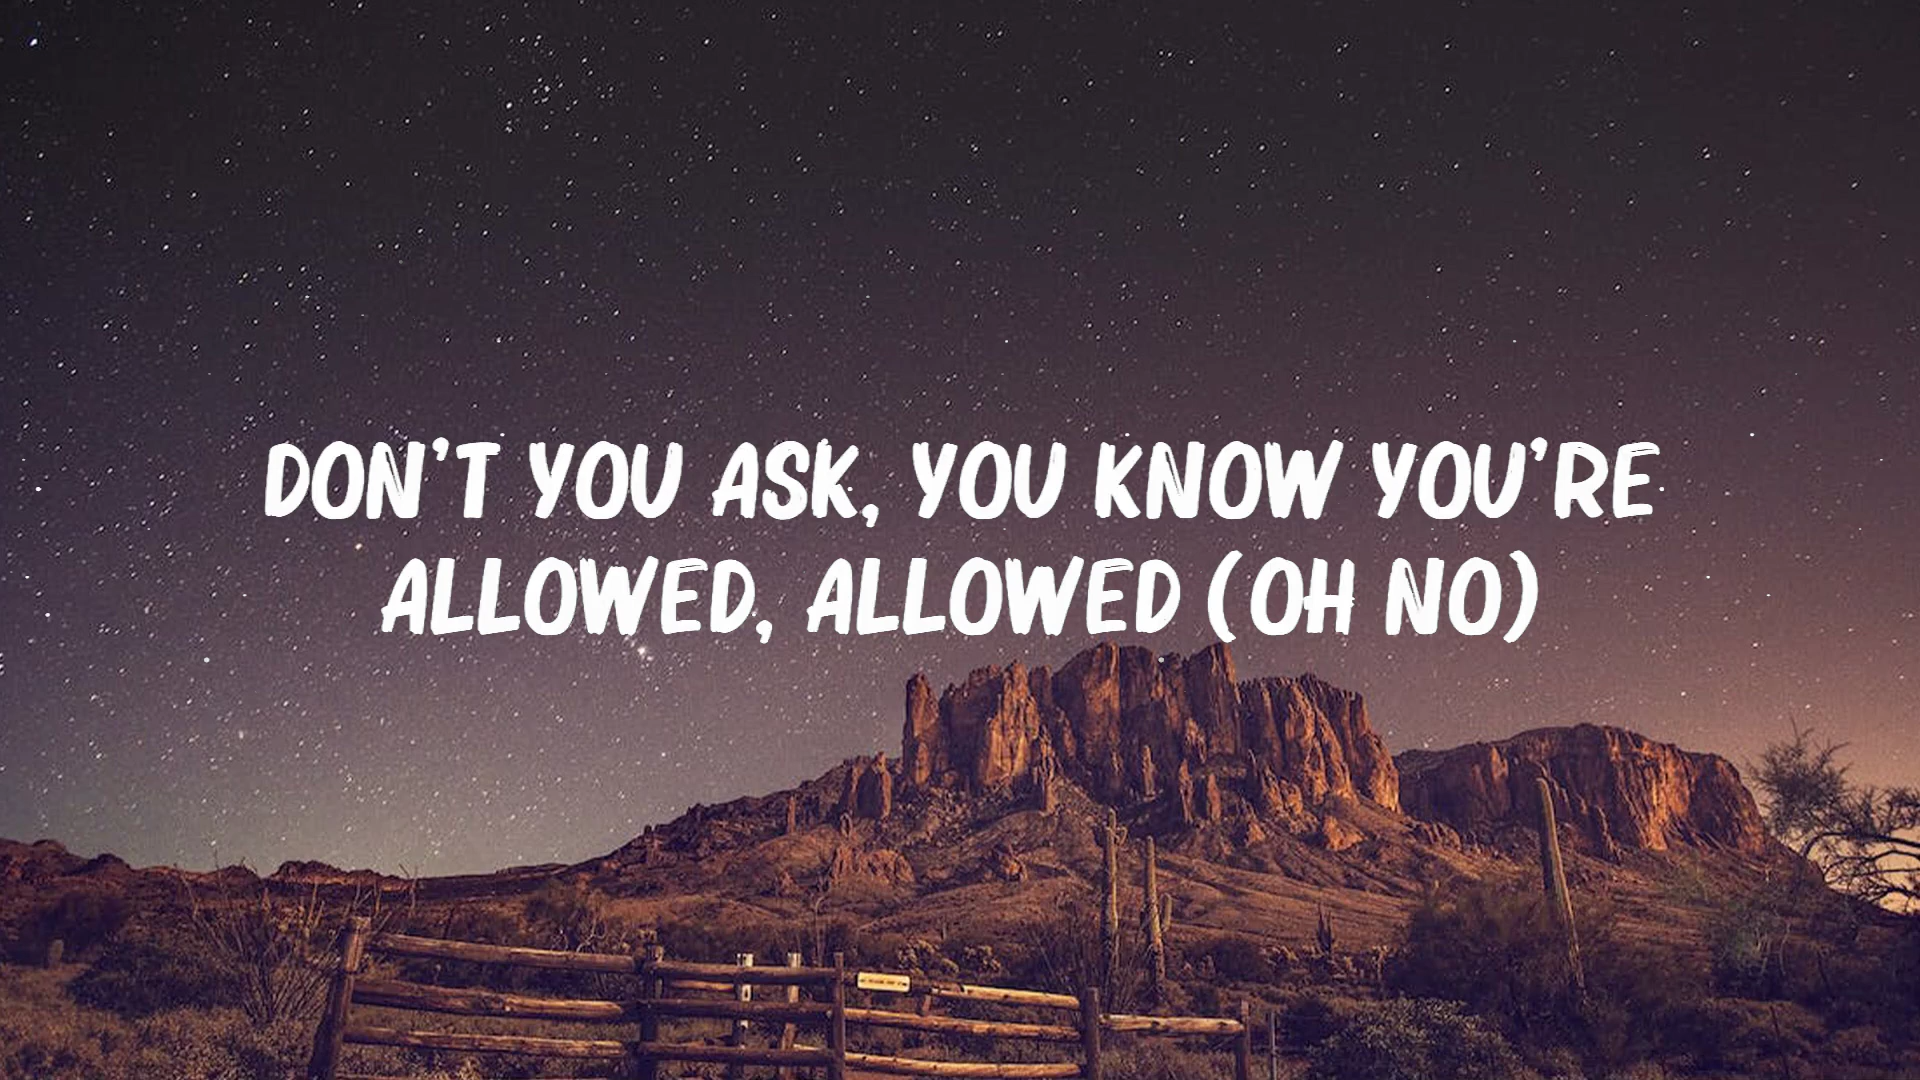 DON'T YOU ASK, YOU KNOW YOU'RE
ALLOWED, ALLOWED (OH NO)